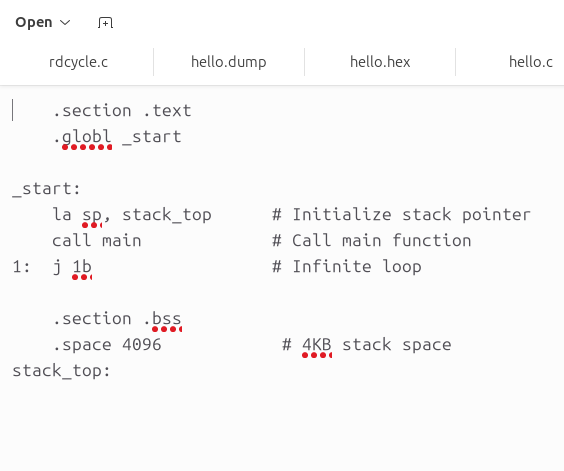 Open
rdcycle.c hello.dump hello.hex hello.c
.section .text
.globl _start
_start:
la sp, stack_top # Initialize stack pointer
call main # Call main function
1: j 1b # Infinite loop
.section .bss
.space 4096 # 4KB stack space
stack_top: